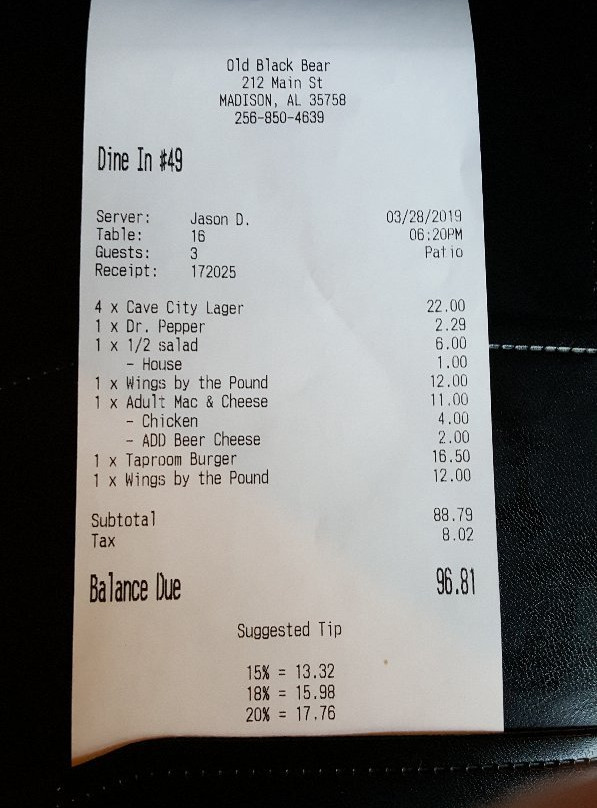 Old Black Bear
212 Main St
MADISON, AL 35758
256-850-4639
Dine In #49
Server: Jason D. 03/28/2019
Table: 16 06:20PM
Guests: 3 Patio
Receipt: 172025
4 x Cave City Lager 22.00
1 x Dr. Pepper 2.29
1 x 1/2 salad 6.00
- House 1.00
1 x Wings by the Pound 12.00
1 x Adult Mac & Cheese 11.00
- Chicken 4.00
- ADD Beer Cheese 2.00
1 x Taproom Burger 16.50
1 x Wings by the Pound 12.00
Subtotal 88.79
Tax 8.02
Balance Due 96.81
Suggested Tip
15% = 13.32
18% = 15.98
20% = 17.76